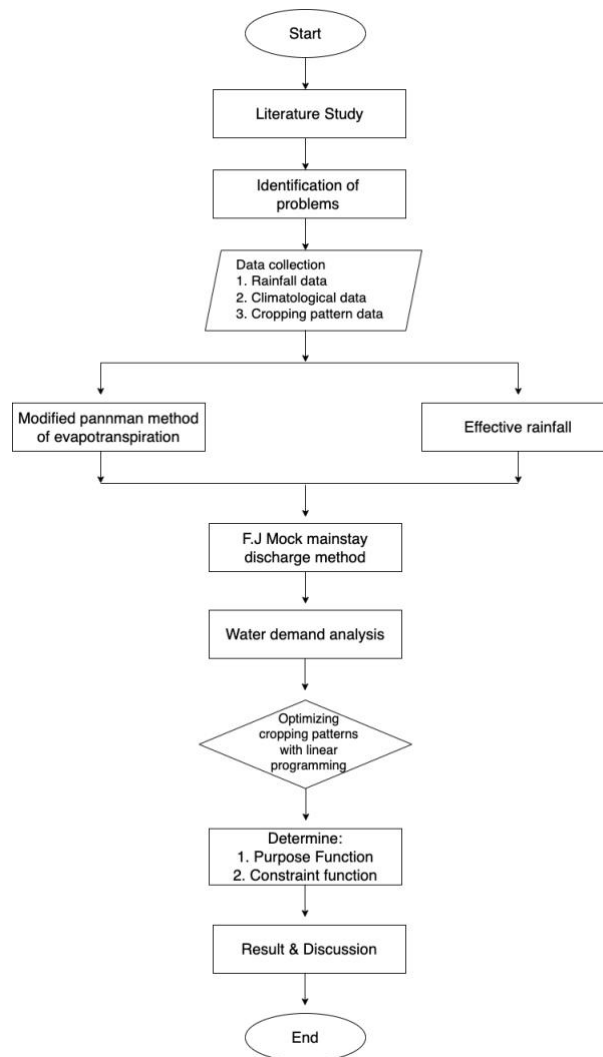 Start
Literature Study
Identification of
problems
Data collection
1. Rainfall data
2. Climatological data
3. Cropping pattern data
Modified pannman method
of evapotranspiration
Effective rainfall
F.J Mock mainstay
discharge method
Water demand analysis
Optimizing
cropping patterns
with linear
programming
Determine:
1. Purpose Function
2. Constraint function
Result & Discussion
End